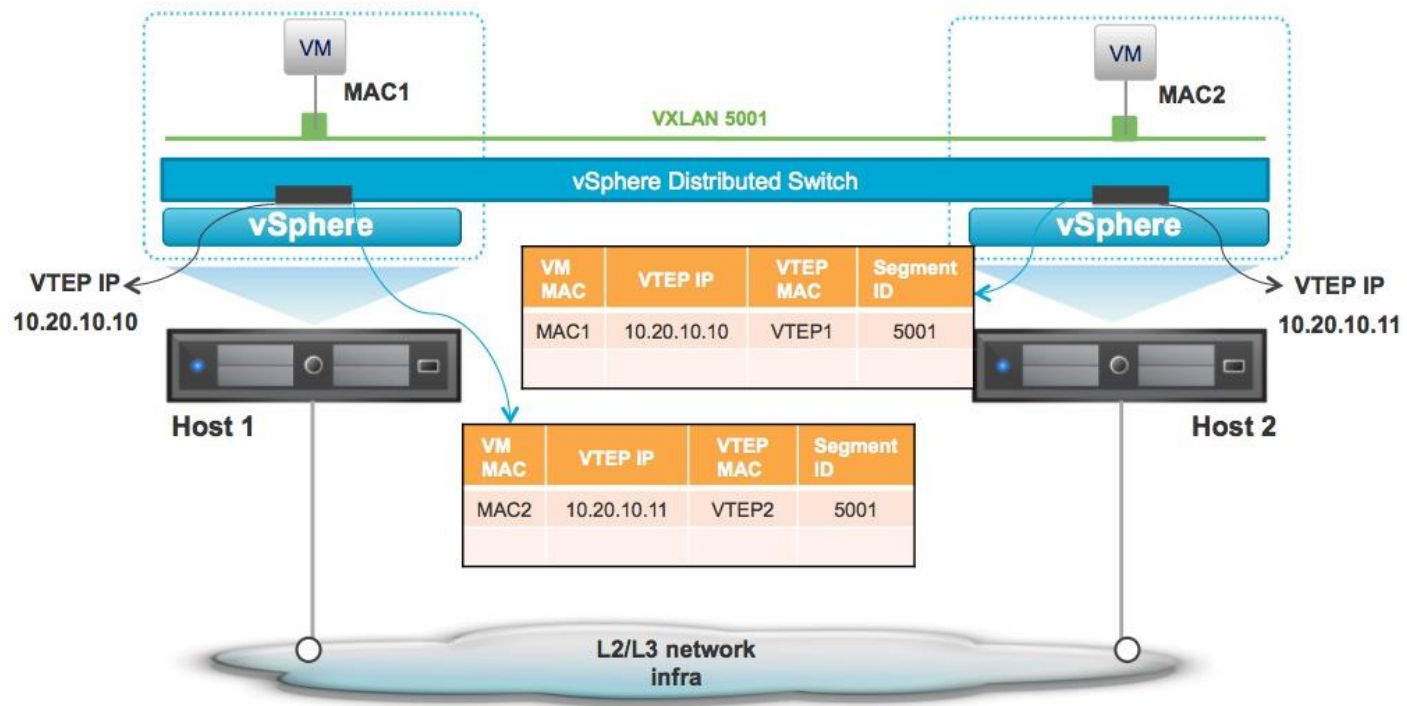 VM
VM
MAC1
MAC2
VXLAN 5001
vSphere Distributed Switch
vSphere
vSphere
VTEP IP
10.20.10.10
VTEP IP
10.20.10.11
VM MAC VTEP IP VTEP MAC Segment ID
MAC1 10.20.10.10 VTEP1 5001
Host 1
Host 2
VM MAC VTEP IP VTEP MAC Segment ID
MAC2 10.20.10.11 VTEP2 5001
L2/L3 network
infra